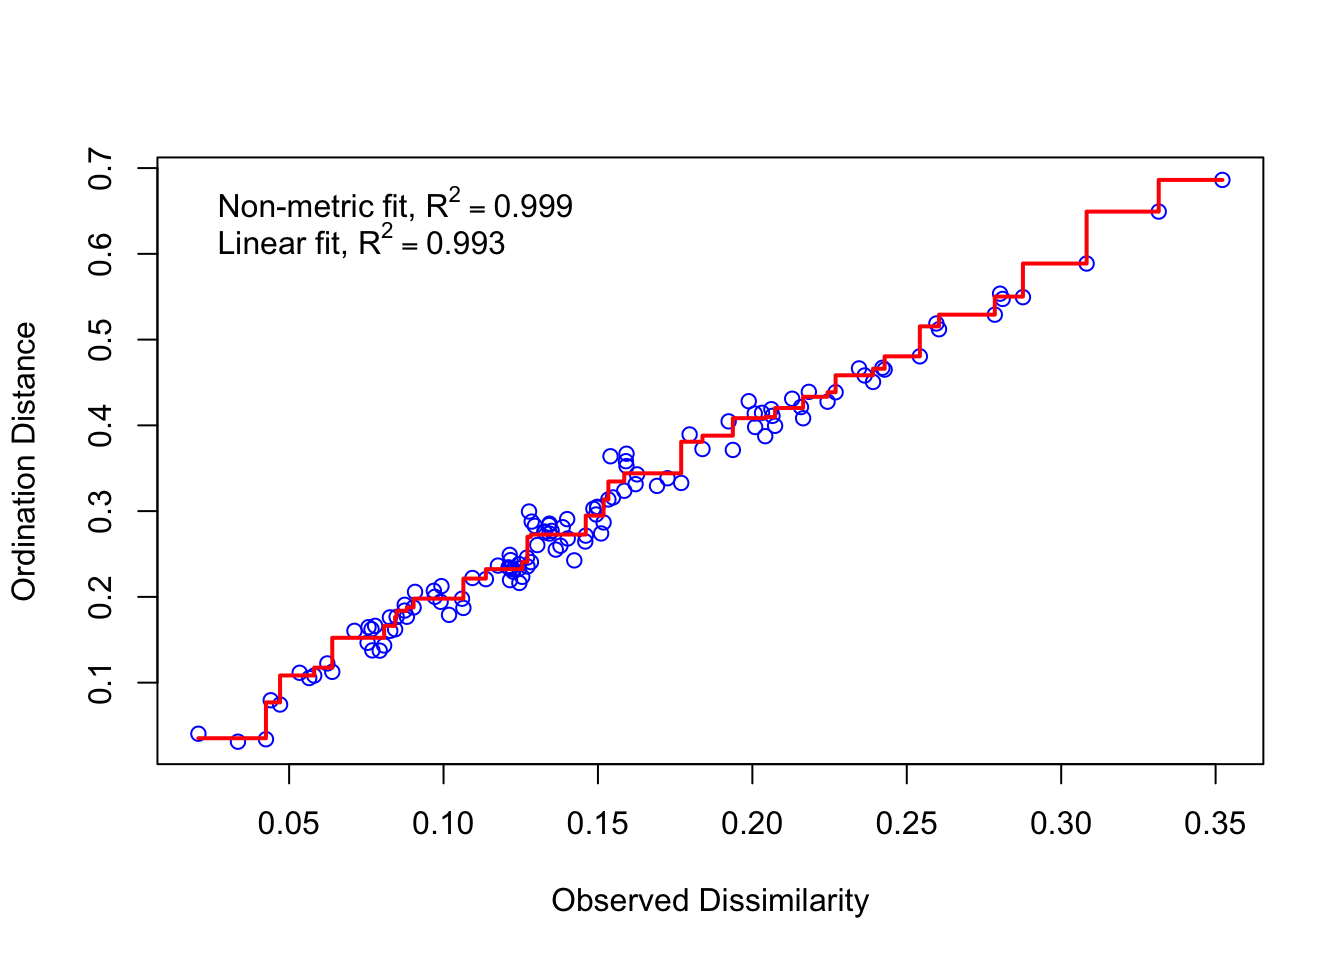 Non-metric fit, R² = 0.999
Linear fit, R² = 0.993
Ordination Distance
0.7
0.6
0.5
0.4
0.3
0.2
0.1
0.05 0.10 0.15 0.20 0.25 0.30 0.35
Observed Dissimilarity